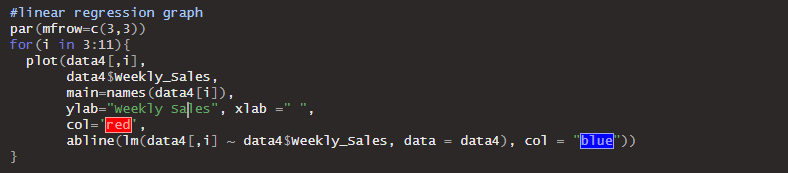 #linear regression graph
par(mfrow=c(3,3))
for(i in 3:11){
  plot(data4[,i],
       data4$Weekly_Sales,
       main=names(data4[i]),
       ylab="Weekly Sales", xlab =" ",
       col='red',
       abline(lm(data4[,i] ~ data4$Weekly_Sales, data = data4), col = "blue"))
}